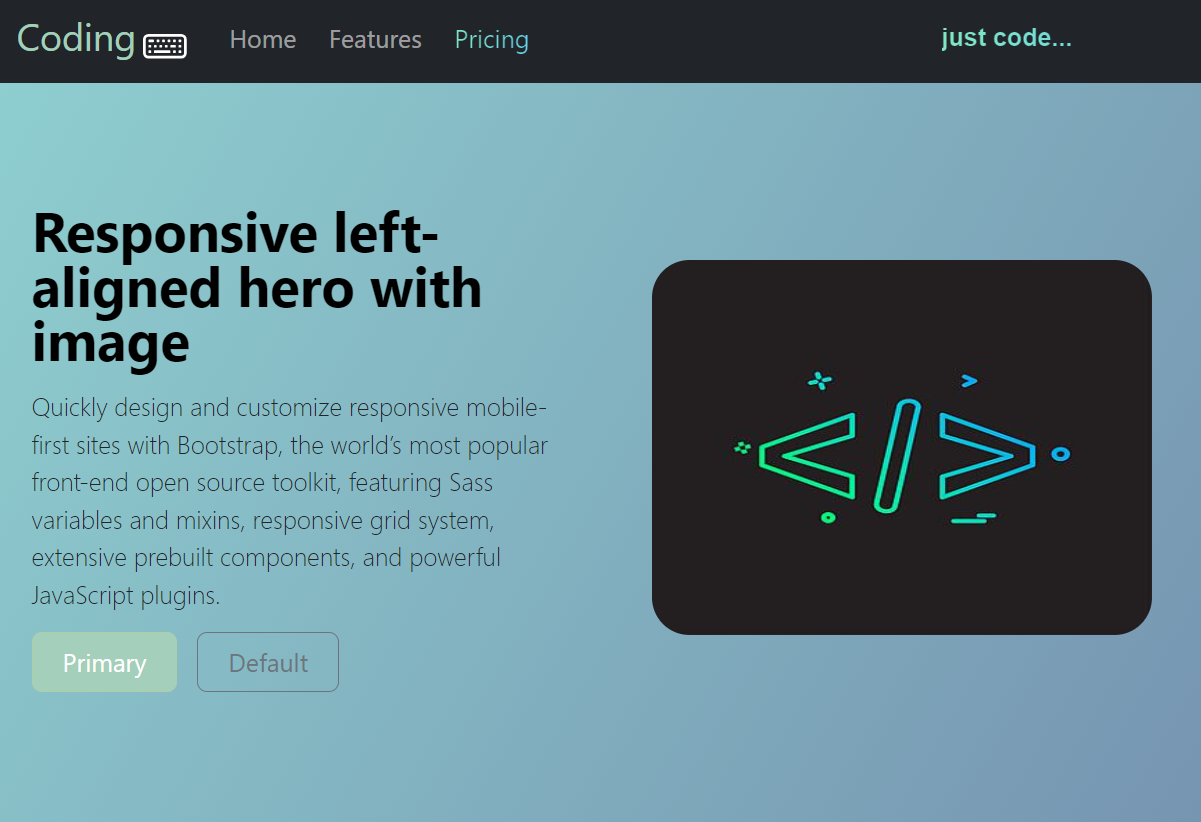 Coding Home Features Pricing just code...
Responsive left-
aligned hero with
image
Quickly design and customize responsive mobile-
first sites with Bootstrap, the world’s most popular
front-end open source toolkit, featuring Sass
variables and mixins, responsive grid system,
extensive prebuilt components, and powerful
JavaScript plugins.
Primary Default